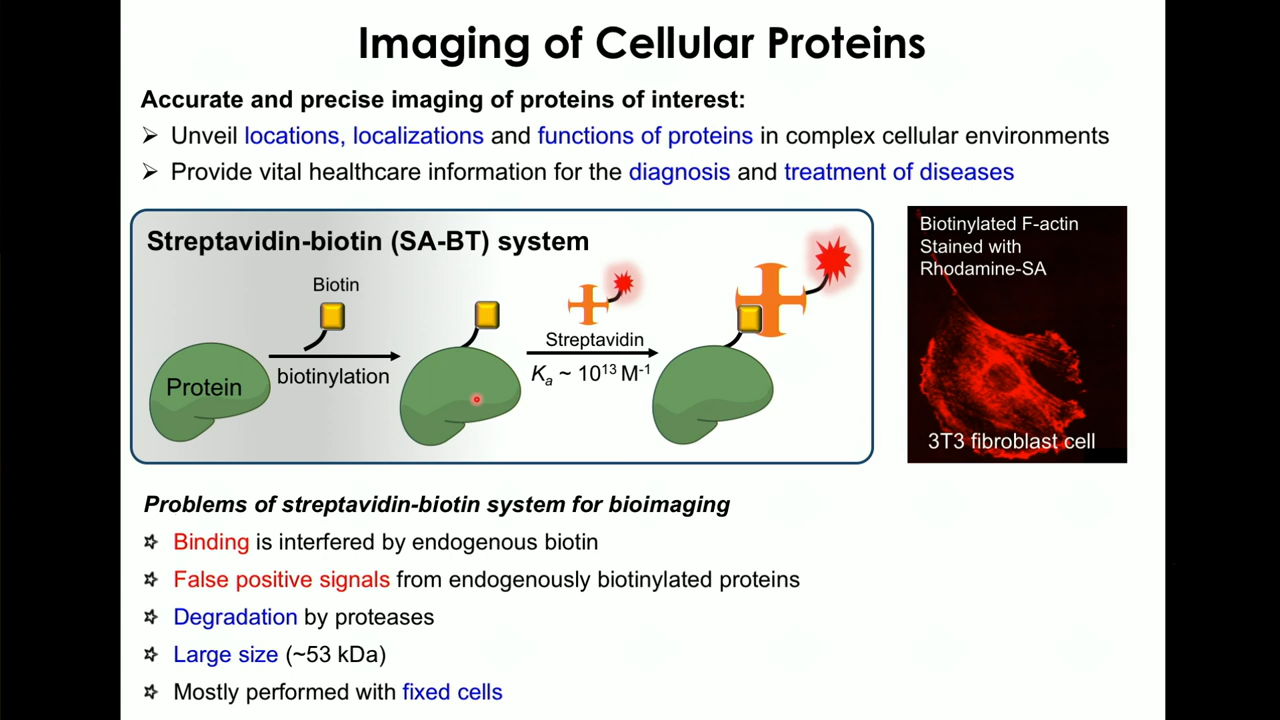 Imaging of Cellular Proteins
Accurate and precise imaging of proteins of interest:
➢ Unveil locations, localizations and functions of proteins in complex cellular environments
➢ Provide vital healthcare information for the diagnosis and treatment of diseases
Streptavidin-biotin (SA-BT) system
Biotin
Protein
biotinylation
Streptavidin
Kₐ ~ 10¹³ M⁻¹
Biotinylated F-actin
Stained with
Rhodamine-SA
3T3 fibroblast cell
Problems of streptavidin-biotin system for bioimaging
Binding is interfered by endogenous biotin
False positive signals from endogenously biotinylated proteins
Degradation by proteases
Large size (~53 kDa)
Mostly performed with fixed cells